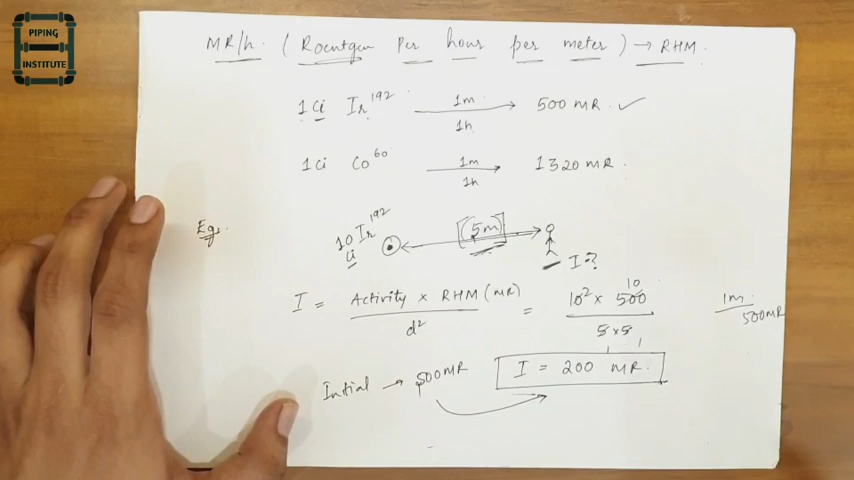 PIPING
INSTITUTE
MR/h. ( Roentgen Per hour per meter ) → RHM.
1 Ci Ir¹⁹² 1m 1h → 500 MR. ✓
1 Ci Co⁶⁰ 1m 1h → 1320 MR.
Eg.
10 Ci Ir¹⁹² (5m) I = ?
I = Activity × RHM (MR) / d² = 10² × 500 / 5 × 5
10
1 1
1m.
500MR
Initial → 500MR
I = 200 MR.